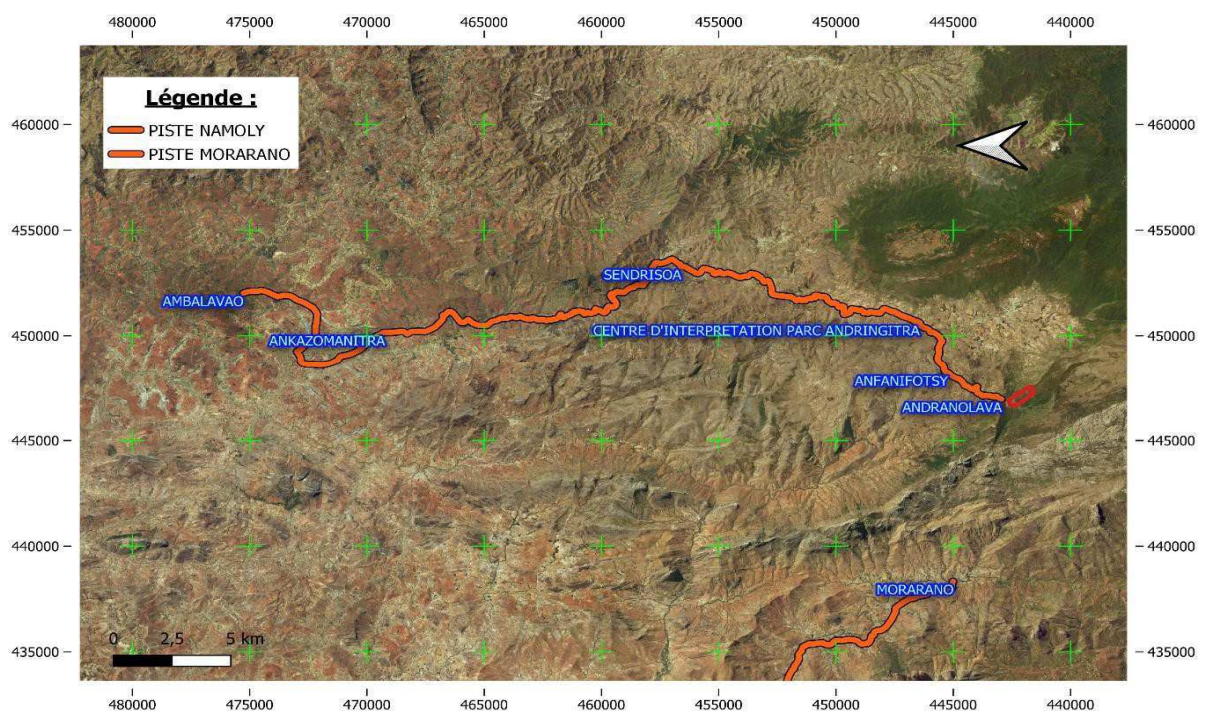 480000 475000 470000 465000 460000 455000 450000 445000 440000
Légende :
PISTE NAMOLY
PISTE MORARANO
460000 460000
455000 455000
SENDRISOA
AMBALAVAO
450000 CENTRE D'INTERPRETATION PARC ANDRINGITRA 450000
ANKAZOMANITRA
ANFANIFOTSY
ANDRANOLAVA
445000 445000
440000 440000
MORARANO
0 2,5 5 km
435000 435000
480000 475000 470000 465000 460000 455000 450000 445000 440000